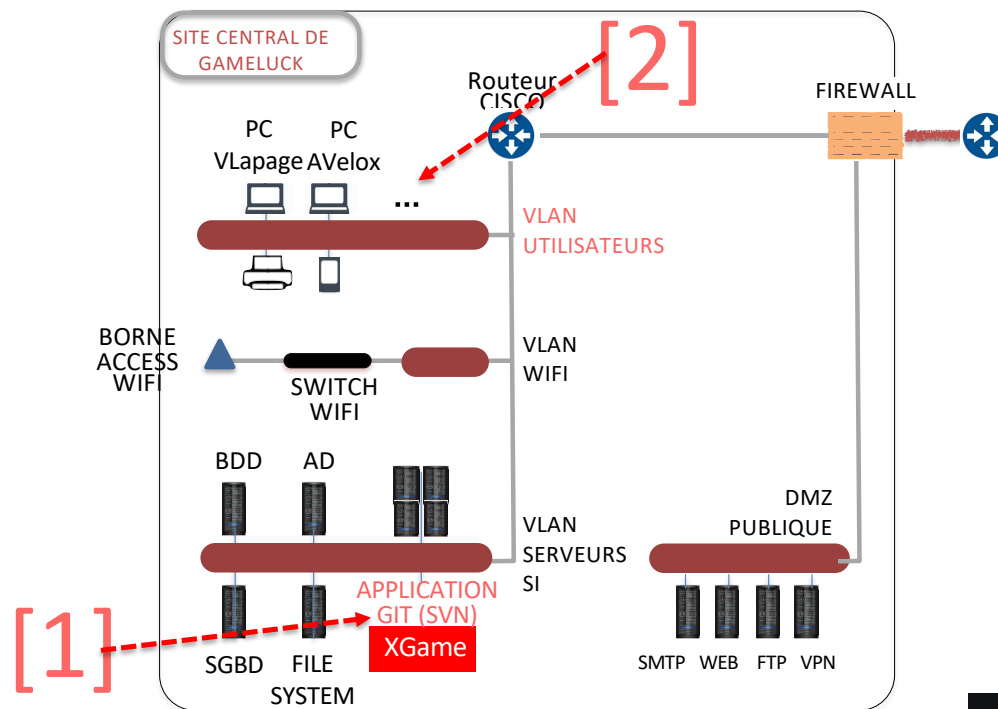 SITE CENTRAL DE
GAMELUCK
[2]
Routeur
CISCO
FIREWALL
PC
VLapage
PC
AVelox
...
VLAN
UTILISATEURS
BORNE
ACCESS
WIFI
SWITCH
WIFI
VLAN
WIFI
BDD
AD
VLAN
SERVEURS
SI
DMZ
PUBLIQUE
[1]
APPLICATION
GIT (SVN)
XGame
SGBD
FILE
SYSTEM
SMTP
WEB
FTP
VPN